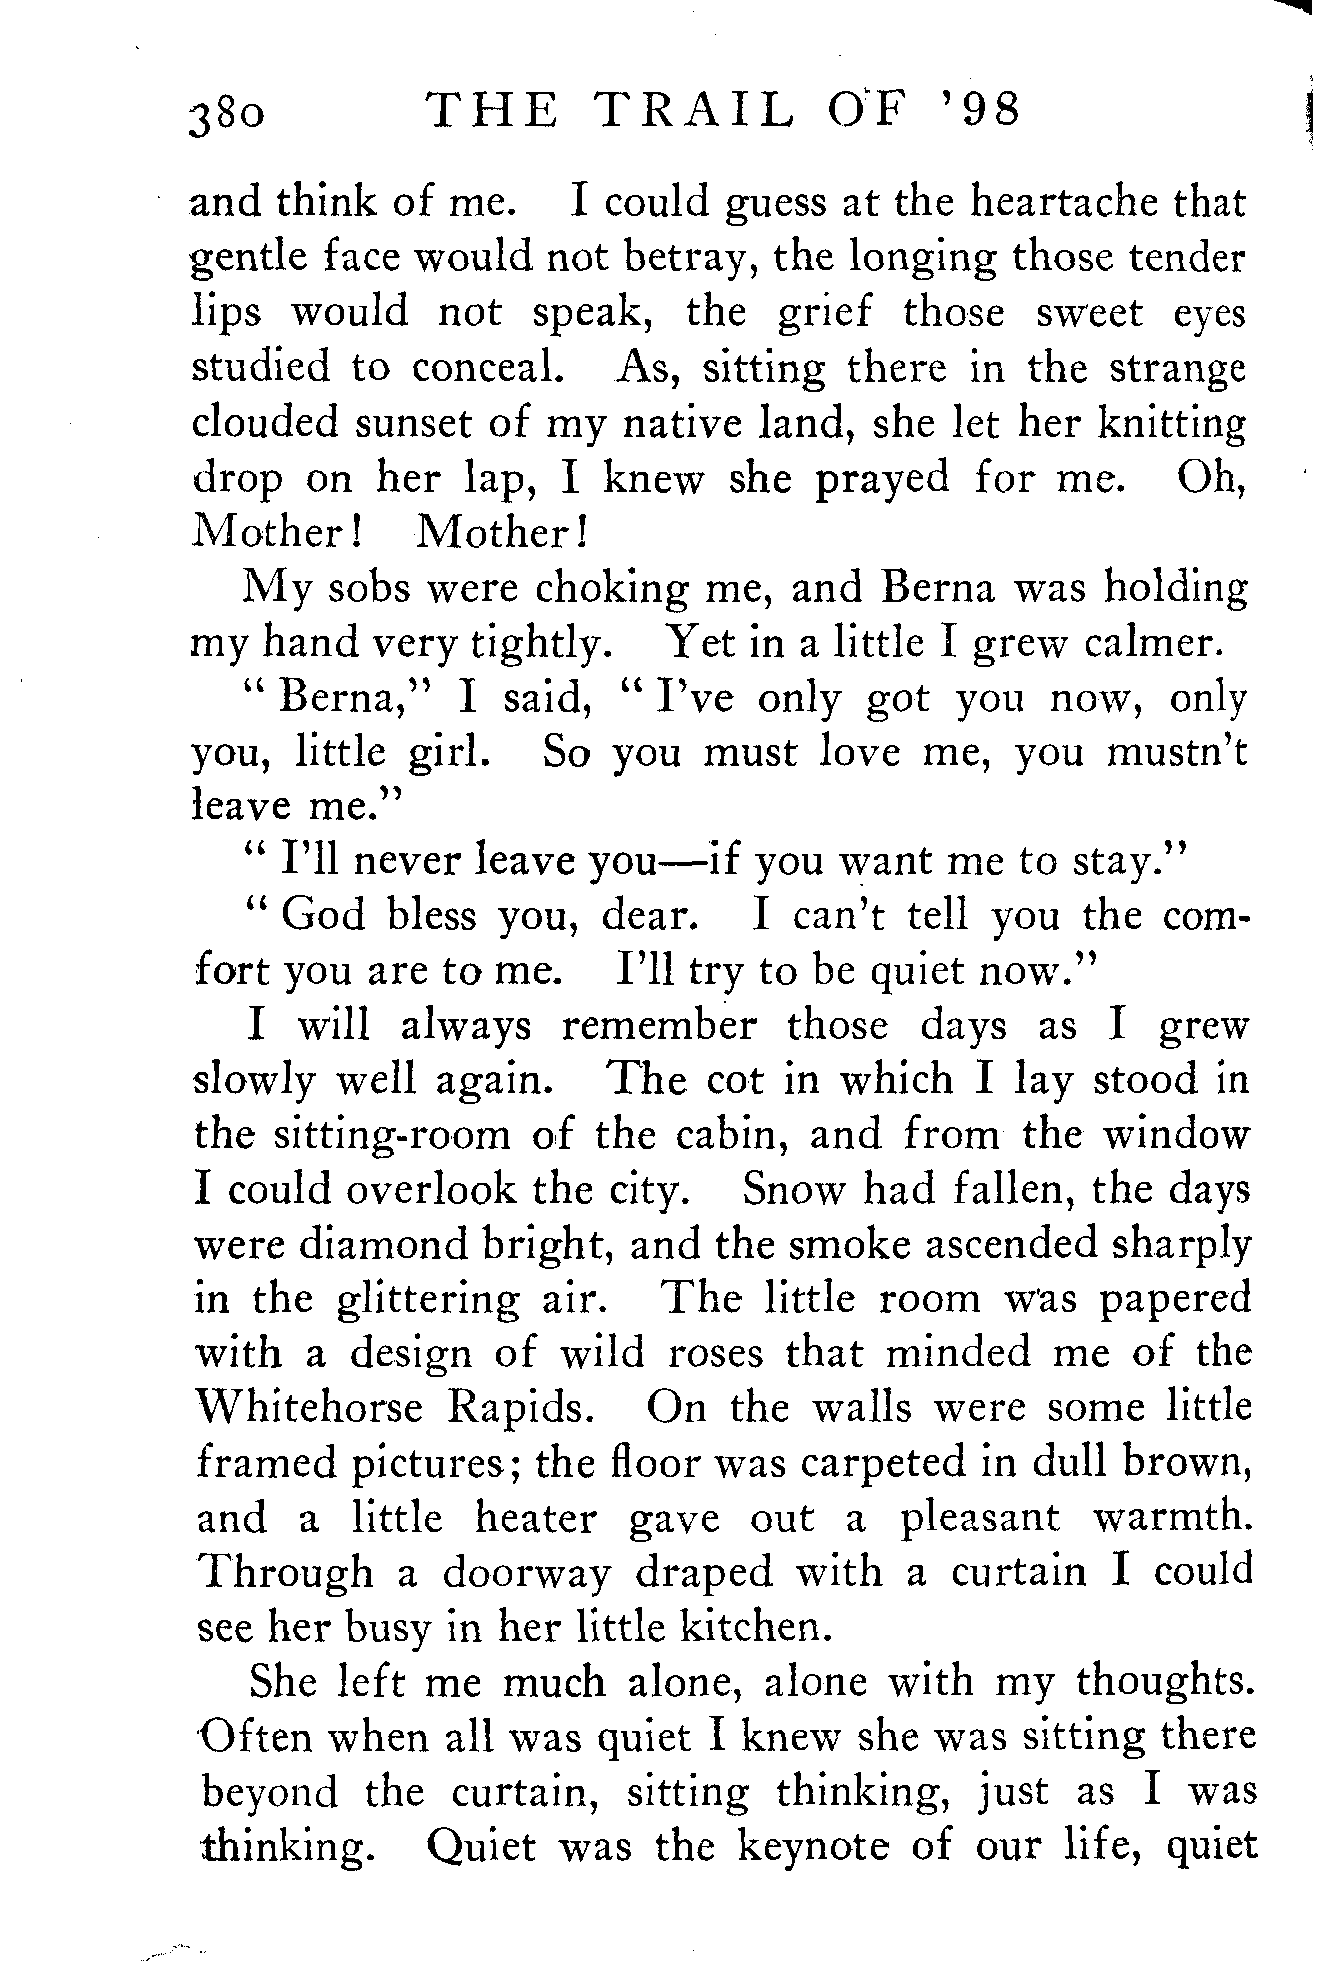 380 THE TRAIL OF ’98
and think of me. I could guess at the heartache that
gentle face would not betray, the longing those tender
lips would not speak, the grief those sweet eyes
studied to conceal. As, sitting there in the strange
clouded sunset of my native land, she let her knitting
drop on her lap, I knew she prayed for me. Oh,
Mother! Mother!
My sobs were choking me, and Berna was holding
my hand very tightly. Yet in a little I grew calmer.
“ Berna,” I said, “ I’ve only got you now, only
you, little girl. So you must love me, you mustn’t
leave me.”
“ I’ll never leave you—if you want me to stay.”
“ God bless you, dear. I can’t tell you the com-
fort you are to me. I’ll try to be quiet now.”
I will always remember those days as I grew
slowly well again. The cot in which I lay stood in
the sitting-room of the cabin, and from the window
I could overlook the city. Snow had fallen, the days
were diamond bright, and the smoke ascended sharply
in the glittering air. The little room was papered
with a design of wild roses that minded me of the
Whitehorse Rapids. On the walls were some little
framed pictures; the floor was carpeted in dull brown,
and a little heater gave out a pleasant warmth.
Through a doorway draped with a curtain I could
see her busy in her little kitchen.
She left me much alone, alone with my thoughts.
Often when all was quiet I knew she was sitting there
beyond the curtain, sitting thinking, just as I was
thinking. Quiet was the keynote of our life, quiet